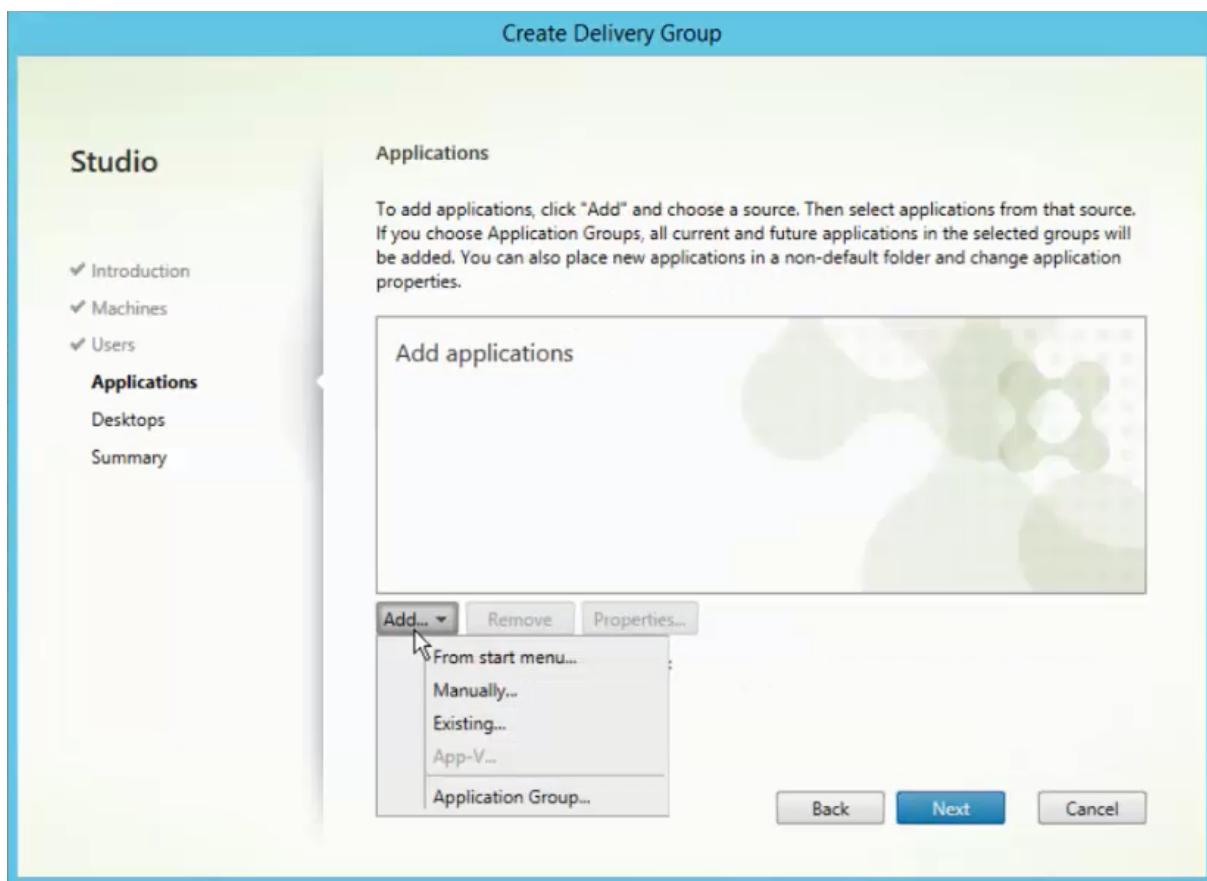 Create Delivery Group
Studio
Introduction
Machines
Users
Applications
Desktops
Summary
Applications
To add applications, click "Add" and choose a source. Then select applications from that source.
If you choose Application Groups, all current and future applications in the selected groups will
be added. You can also place new applications in a non-default folder and change application
properties.
Add applications
Add...
Remove
Properties...
From start menu...
Manually...
Existing...
App-V...
Application Group...
Back
Next
Cancel